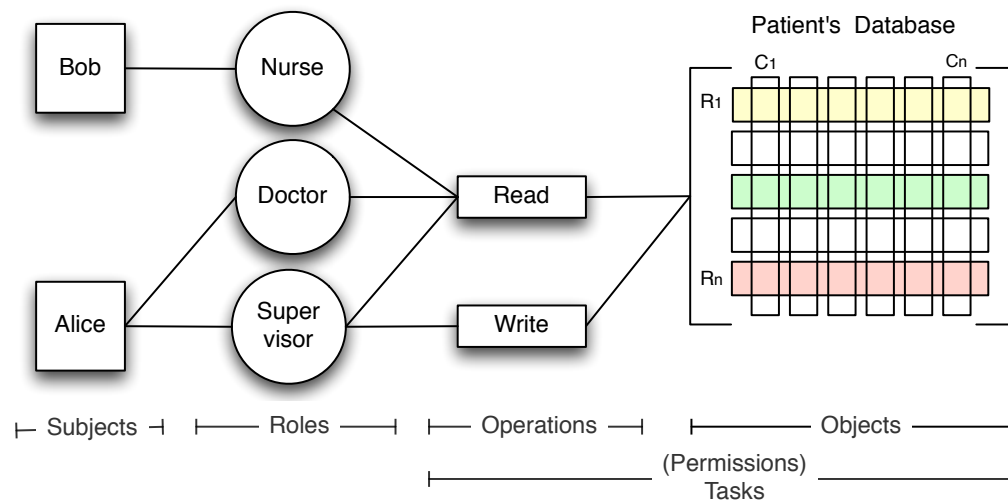 Patient's Database
C1 Cn
Bob
Nurse
R1
Doctor
Read
Rn
Alice
Super
visor
Write
Subjects
Roles
Operations
Objects
(Permissions)
Tasks